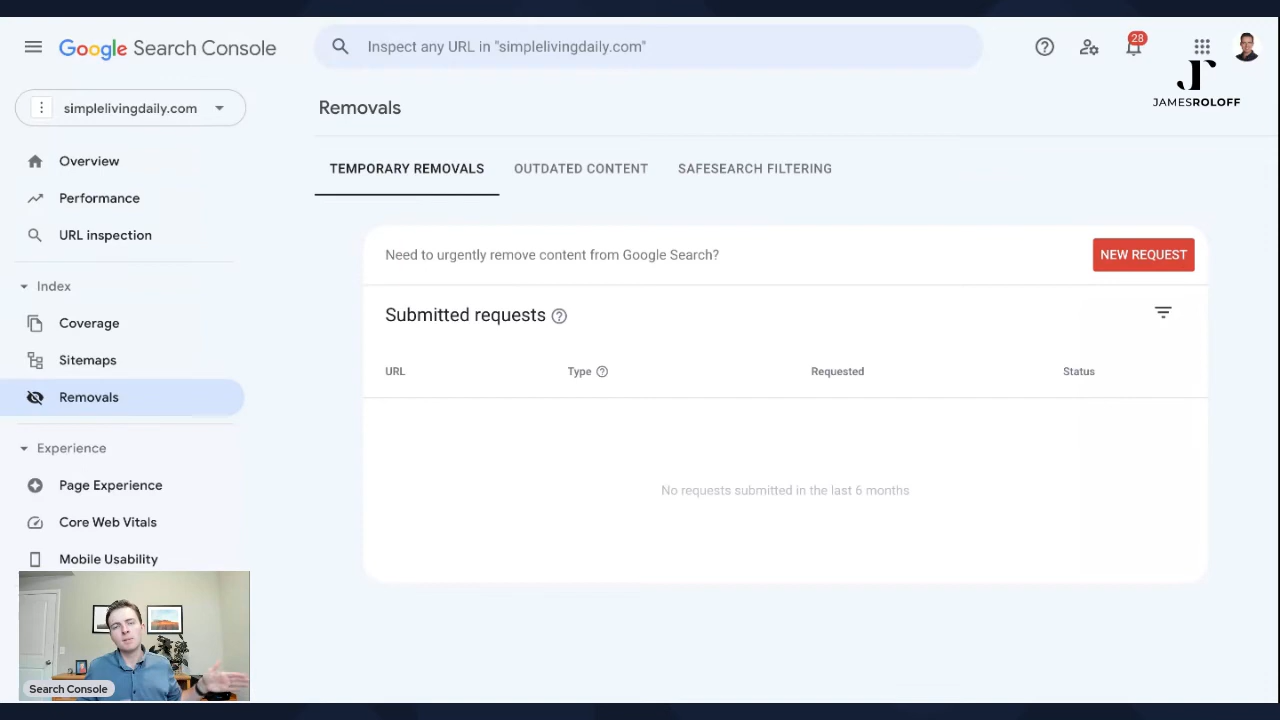 Google Search Console
Inspect any URL in "simplelivingdaily.com"
28
JAMESROLOFF
simplelivingdaily.com
Removals
Overview
Performance
URL inspection
Index
Coverage
Sitemaps
Removals
Experience
Page Experience
Core Web Vitals
Mobile Usability
TEMPORARY REMOVALS
OUTDATED CONTENT
SAFESEARCH FILTERING
Need to urgently remove content from Google Search?
NEW REQUEST
Submitted requests
URL
Type
Requested
Status
No requests submitted in the last 6 months
Search Console